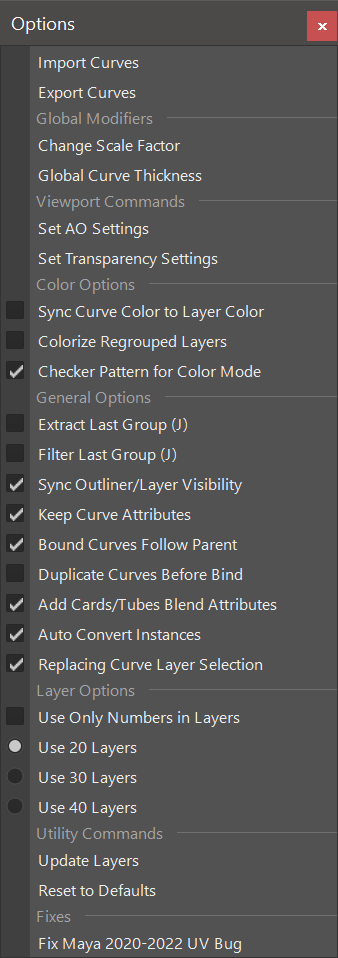 Options
×
Import Curves
Export Curves
Global Modifiers
Change Scale Factor
Global Curve Thickness
Viewport Commands
Set AO Settings
Set Transparency Settings
Color Options
Sync Curve Color to Layer Color
Colorize Regrouped Layers
Checker Pattern for Color Mode
General Options
Extract Last Group (J)
Filter Last Group (J)
Sync Outliner/Layer Visibility
Keep Curve Attributes
Bound Curves Follow Parent
Duplicate Curves Before Bind
Add Cards/Tubes Blend Attributes
Auto Convert Instances
Replacing Curve Layer Selection
Layer Options
Use Only Numbers in Layers
Use 20 Layers
Use 30 Layers
Use 40 Layers
Utility Commands
Update Layers
Reset to Defaults
Fixes
Fix Maya 2020-2022 UV Bug